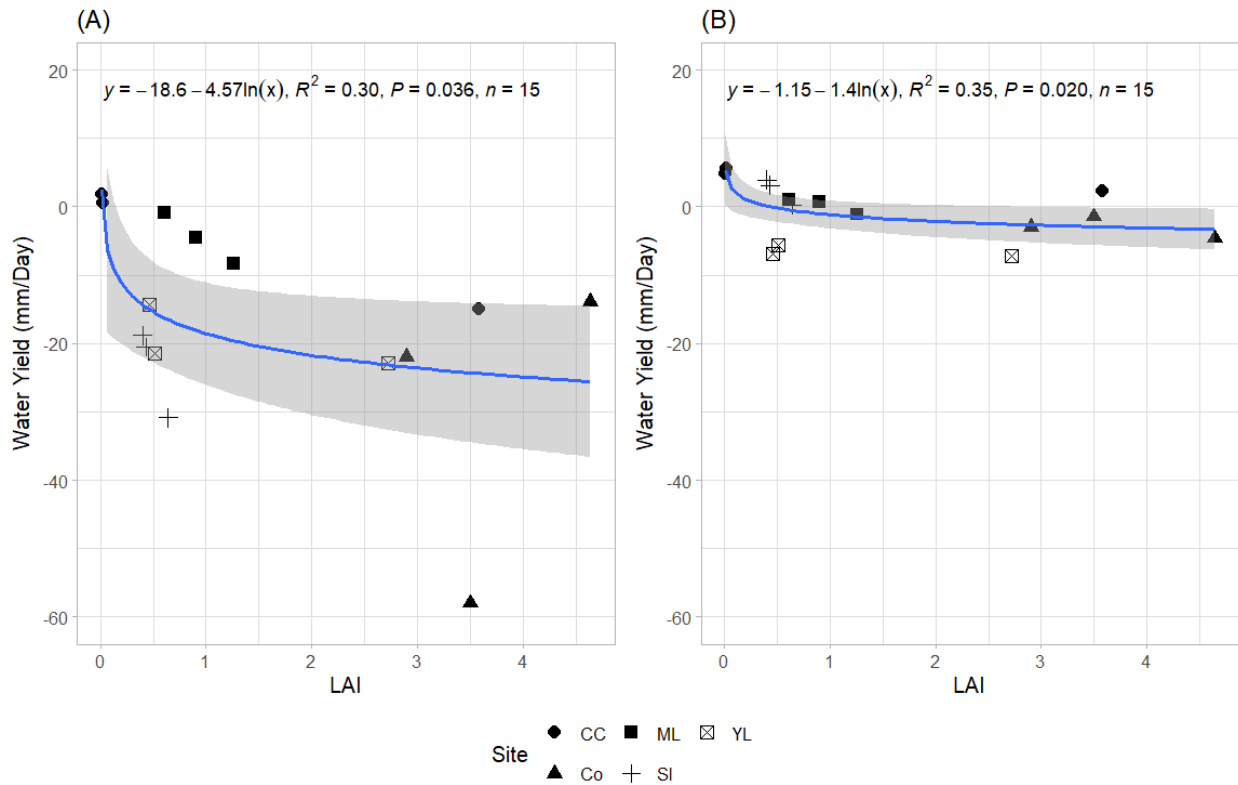 (A)
(B)
y = −18.6 − 4.57ln(x), R² = 0.30, P = 0.036, n = 15
y = −1.15 − 1.4ln(x), R² = 0.35, P = 0.020, n = 15
20
0
-20
-40
-60
Water Yield (mm/Day)
0 1 2 3 4
LAI
20
0
-20
-40
-60
Water Yield (mm/Day)
0 1 2 3 4
LAI
Site
CC ML YL
Co SI